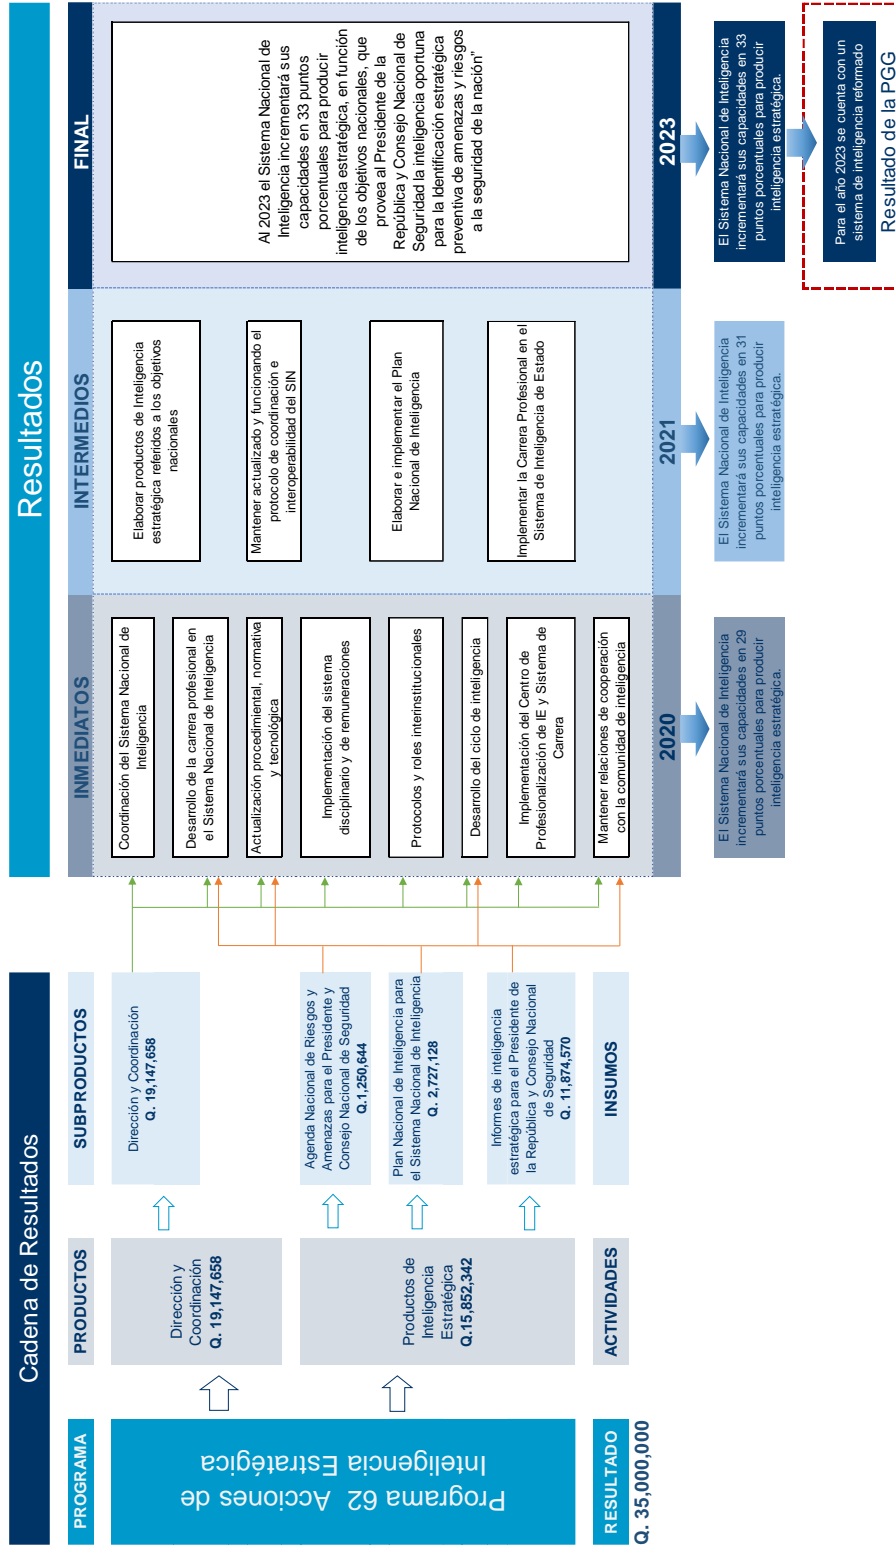 Cadena de Resultados
PROGRAMA
Programa 62 Acciones de
Inteligencia Estratégica
RESULTADO
Q. 35,000,000
PRODUCTOS
Dirección y
Coordinación
Q. 19,147,658
Productos de
Inteligencia
Estratégica
Q.15,852,342
ACTIVIDADES
SUBPRODUCTOS
Dirección y Coordinación
Q. 19,147,658
Agenda Nacional de Riesgos y
Amenazas para el Presidente y
Consejo Nacional de Seguridad
Q.1,250,644
Plan Nacional de Inteligencia para
el Sistema Nacional de Inteligencia
Q. 2,727,128
Informes de inteligencia
estratégica para el Presidente de
la República y Consejo Nacional
de Seguridad
Q. 11,874,570
INSUMOS
Resultados
INMEDIATOS
Coordinación del Sistema Nacional de
Inteligencia
Desarrollo de la carrera profesional en
el Sistema Nacional de Inteligencia
Actualización procedimental, normativa
y tecnológica
Implementación del sistema
disciplinario y de remuneraciones
Protocolos y roles interinstitucionales
Desarrollo del ciclo de inteligencia
Implementación del Centro de
Profesionalización de IE y Sistema de
Carrera
Mantener relaciones de cooperación
con la comunidad de inteligencia
2020
El Sistema Nacional de Inteligencia
incrementará sus capacidades en 29
puntos porcentuales para producir
inteligencia estratégica.
INTERMEDIOS
Elaborar productos de Inteligencia
estratégica referidos a los objetivos
nacionales
Mantener actualizado y funcionando el
protocolo de coordinación e
interoperabilidad del SIN
Elaborar e implementar el Plan
Nacional de Inteligencia
Implementar la Carrera Profesional en el
Sistema de Inteligencia de Estado
2021
El Sistema Nacional de Inteligencia
incrementará sus capacidades en 31
puntos porcentuales para producir
inteligencia estratégica.
FINAL
Al 2023 el Sistema Nacional de
Inteligencia incrementará sus
capacidades en 33 puntos
porcentuales para producir
inteligencia estratégica, en función
de los objetivos nacionales, que
provea al Presidente de la
República y Consejo Nacional de
Seguridad la inteligencia oportuna
para la Identificación estratégica
preventiva de amenazas y riesgos
a la seguridad de la nación"
2023
El Sistema Nacional de Inteligencia
incrementará sus capacidades en 33
puntos porcentuales para producir
inteligencia estratégica.
Para el año 2023 se cuenta con un
sistema de inteligencia reformado
Resultado de la PGG